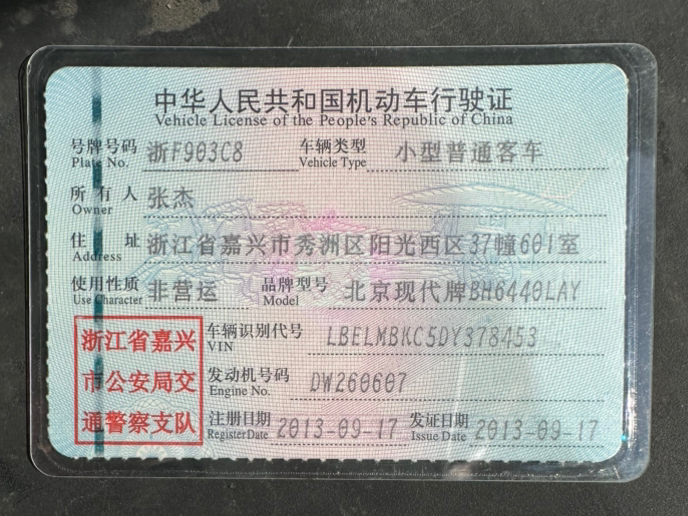 中华人民共和国机动车行驶证
Vehicle License of the People's Republic of China
号牌号码 浙F903C8 车辆类型 小型普通客车
Plate No. Vehicle Type
所有人 张杰
Owner
住址 浙江省嘉兴市秀洲区阳光西区37幢601室
Address
使用性质 非营运 品牌型号 北京现代牌BH6440LAY
Use Character Model
浙江省嘉兴 车辆识别代号 LBELMBKC5DY378453
VIN
市公安局交 发动机号码 DW260607
Engine No.
通警察支队 注册日期 2013-09-17 发证日期 2013-09-17
Register Date Issue Date